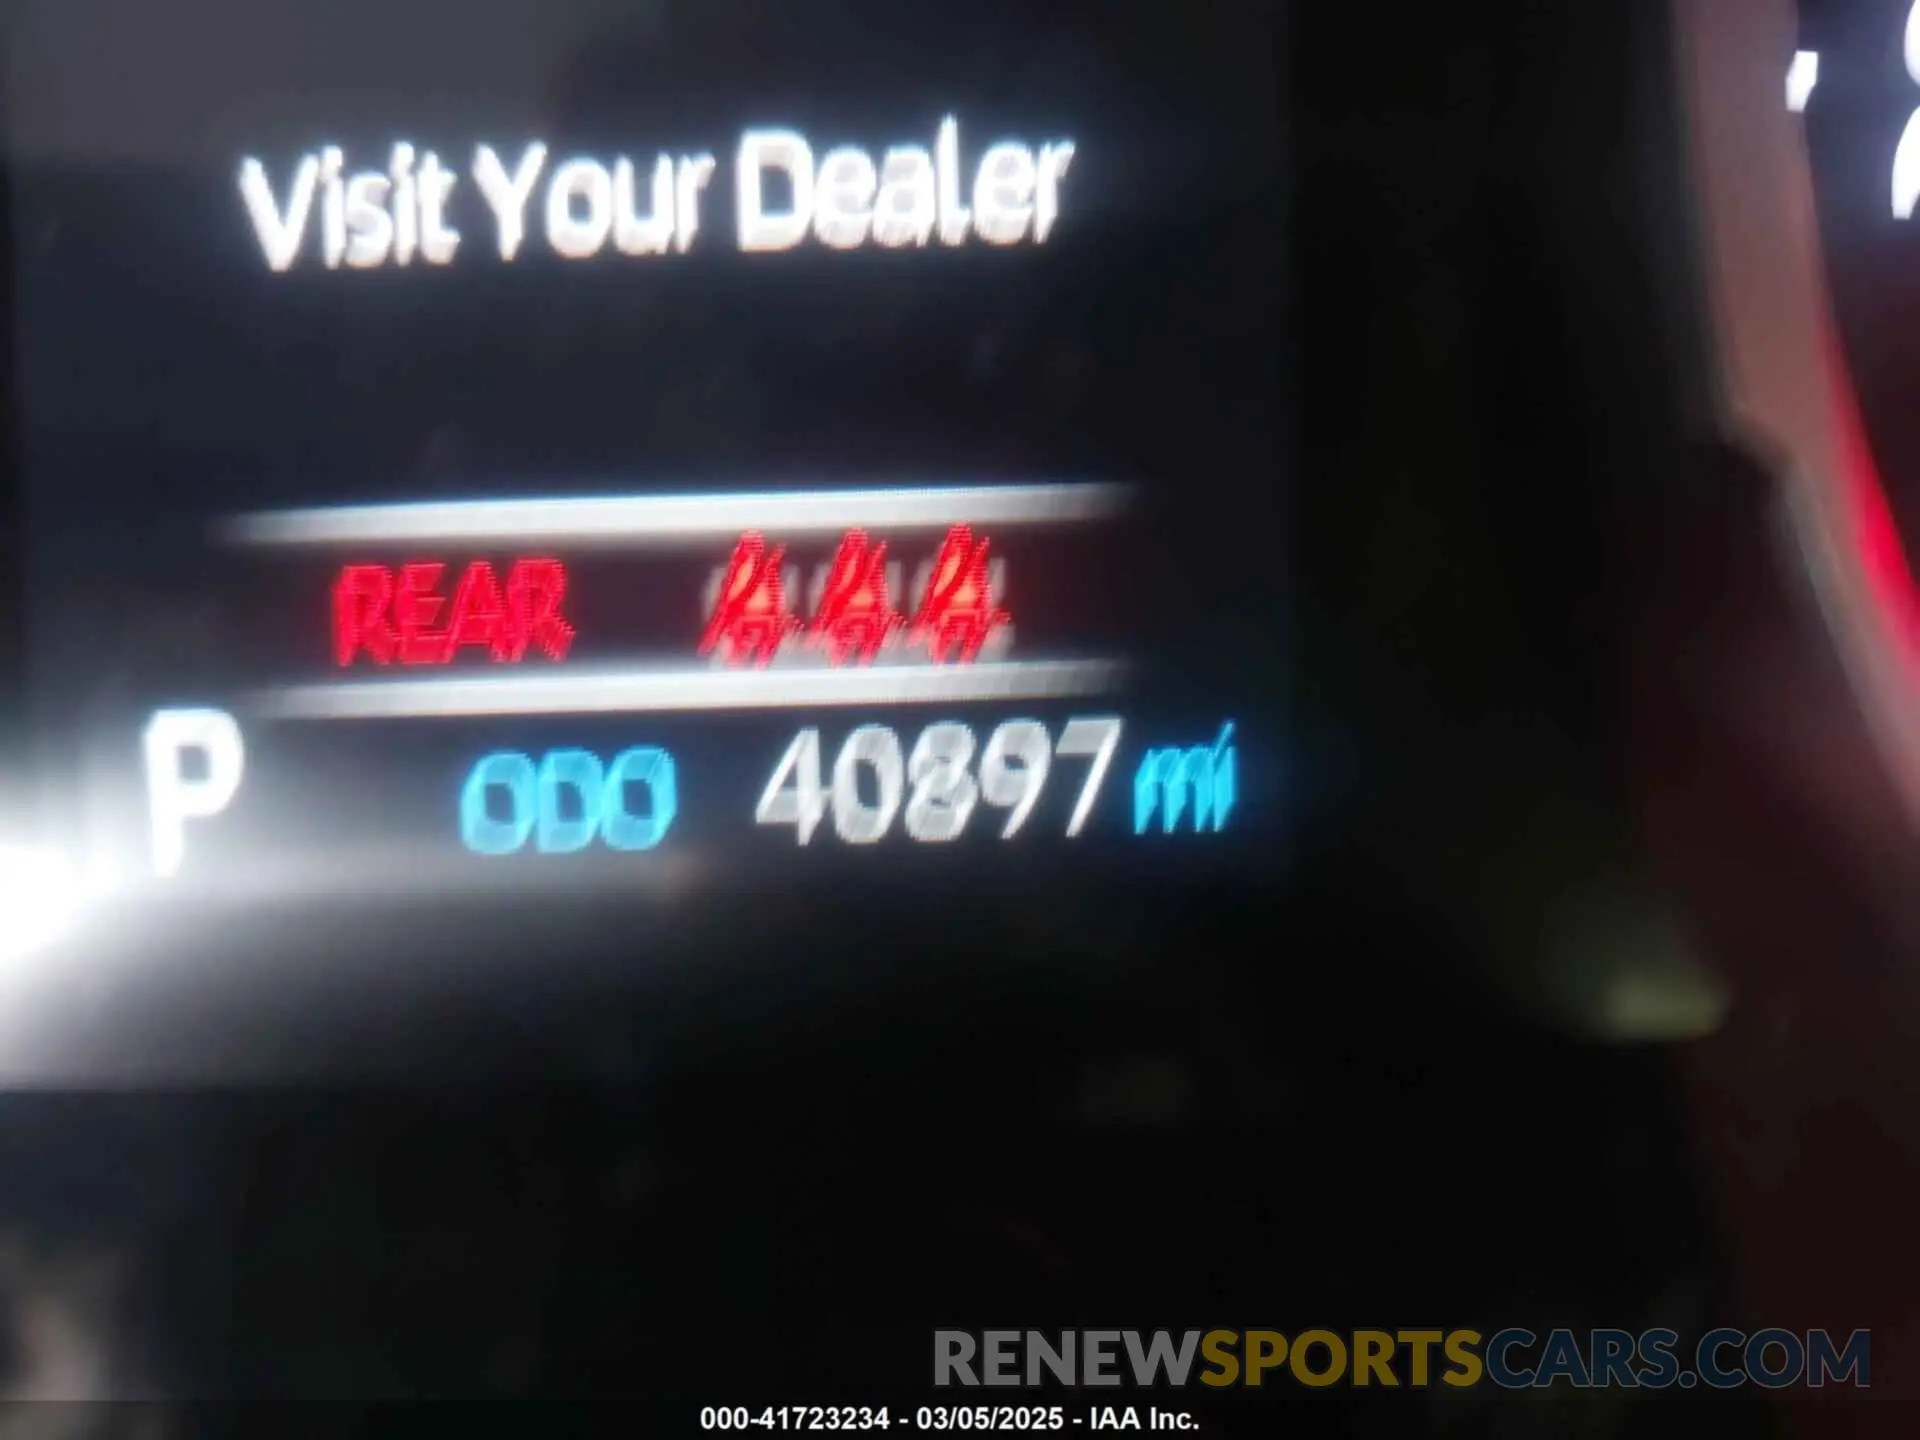 Visit Your Dealer
REAR
P ODO 40897 mi
RENEWSPORTSCARS.COM
000-41723234 - 03/05/2025 - IAA Inc.